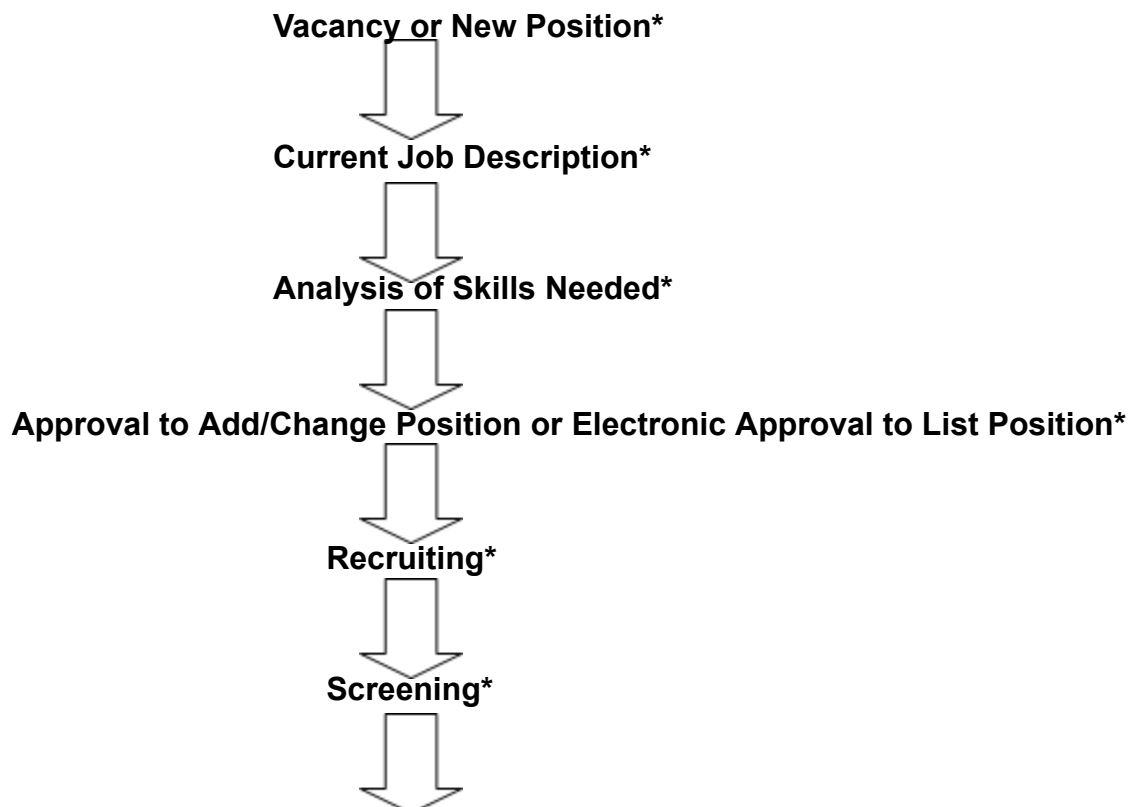 Vacancy or New Position*
Current Job Description*
Analysis of Skills Needed*
Approval to Add/Change Position or Electronic Approval to List Position*
Recruiting*
Screening*